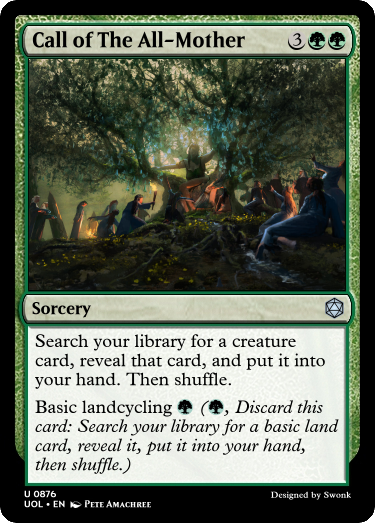 Call of The All-Mother 3
Sorcery
Search your library for a creature
card, reveal that card, and put it into
your hand. Then shuffle.
Basic landcycling (, Discard this
card: Search your library for a basic land
card, reveal it, put it into your hand,
then shuffle.)
U 0876
UOL • EN Pete Amachree
Designed by Swonk